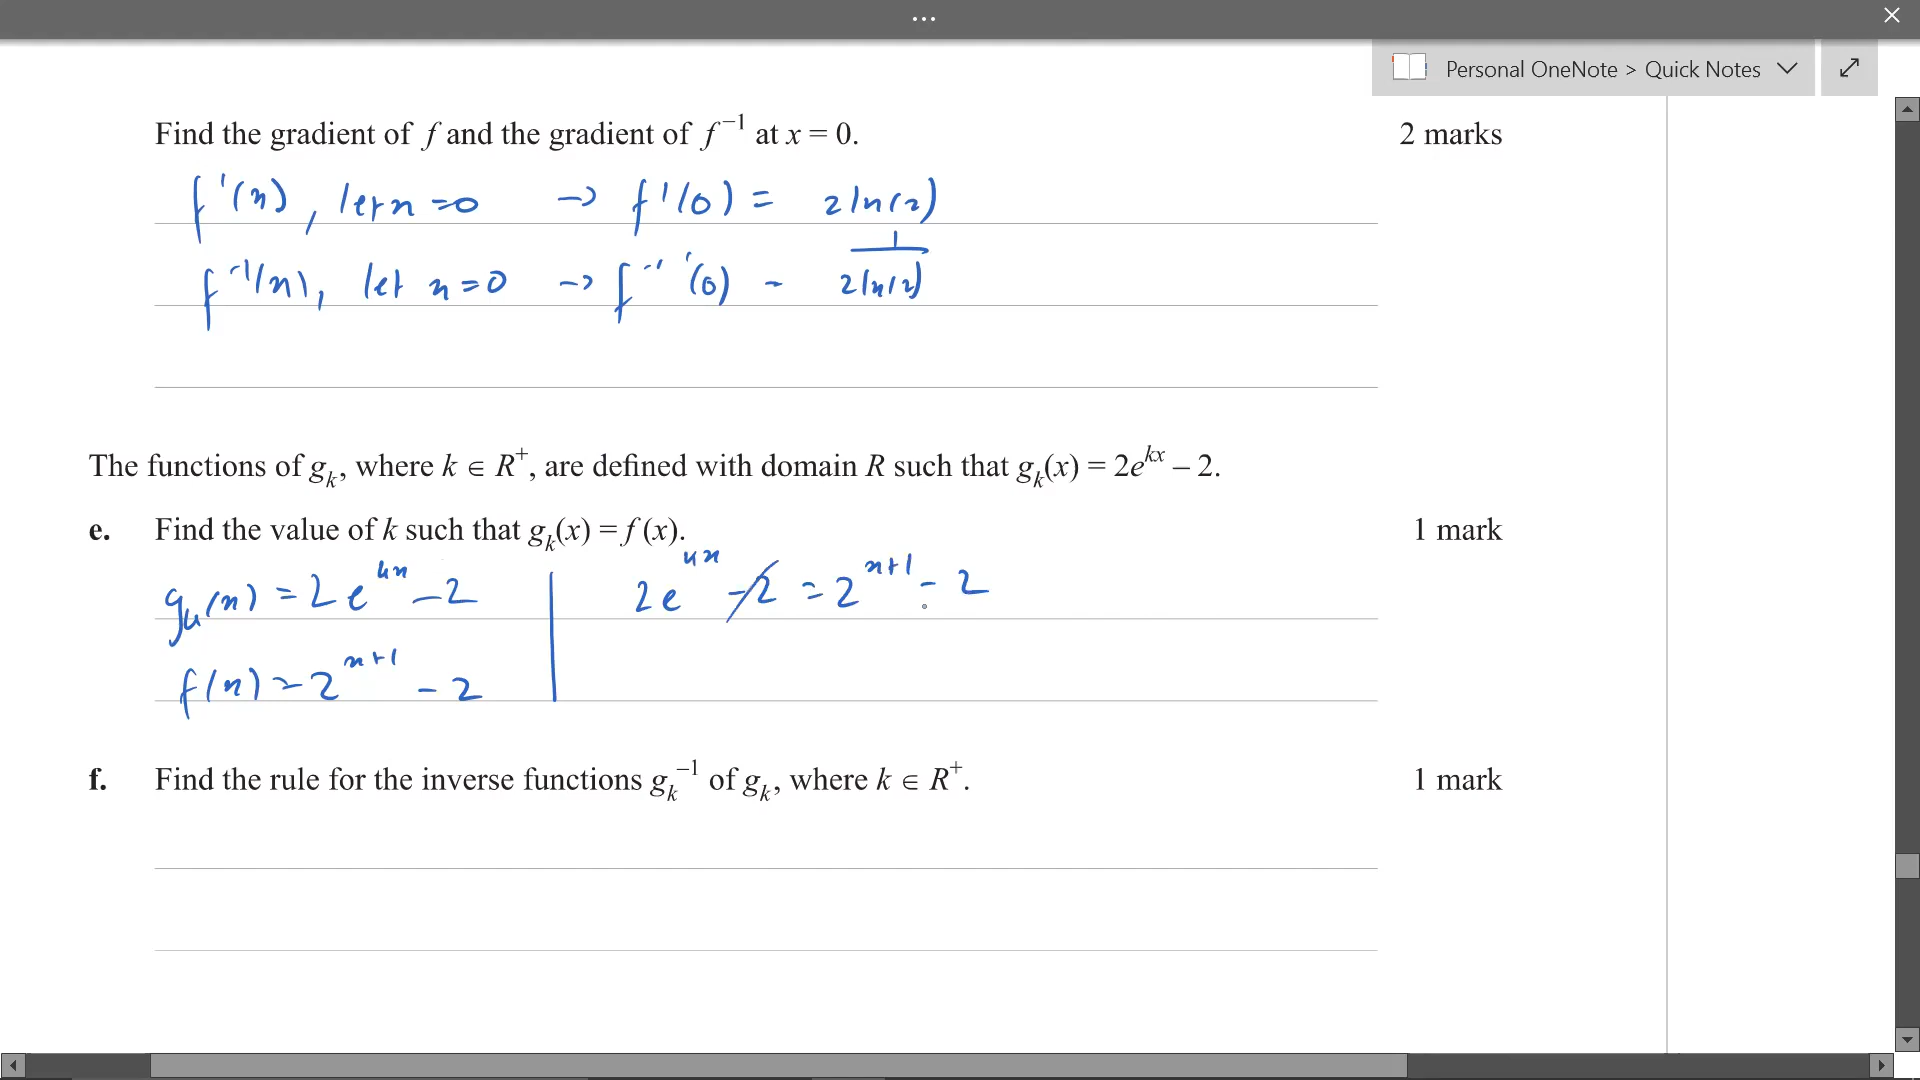 ...
Personal OneNote > Quick Notes
Find the gradient of f and the gradient of f⁻¹ at x = 0.
2 marks
f'(x), let x = 0 → f'(0) = 2ln(2)
f⁻¹(x), let x = 0 → f⁻¹'(0) = 1/2ln(2)
The functions of gₖ, where k ∈ R⁺, are defined with domain R such that gₖ(x) = 2eᵏˣ – 2.
e. Find the value of k such that gₖ(x) = f(x).
1 mark
gₖ(x) = 2eᵏˣ – 2
2eᵏˣ – 2 = 2ˣ⁺¹ – 2
f(x) = 2ˣ⁺¹ – 2
f. Find the rule for the inverse functions gₖ⁻¹ of gₖ, where k ∈ R⁺.
1 mark